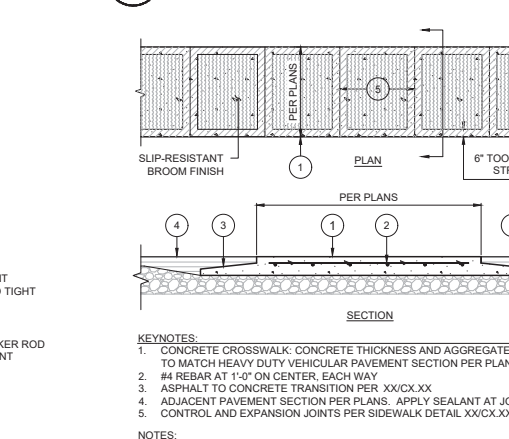 PER PLANS
5
SLIP-RESISTANT
BROOM FINISH
1
PLAN
6" TOO
PER PLANS
4
3
1
2
TIGHT
SECTION
KER ROD
NT
KEYNOTES:
1. CONCRETE CROSSWALK: CONCRETE THICKNESS AND AGGREGATE
TO MATCH HEAVY DUTY VEHICULAR PAVEMENT SECTION PER PLAN
2. #4 REBAR AT 1'-0" ON CENTER, EACH WAY
3. ASPHALT TO CONCRETE TRANSITION PER XX/CX.XX
4. ADJACENT PAVEMENT SECTION PER PLANS. APPLY SEALANT AT JO
5. CONTROL AND EXPANSION JOINTS PER SIDEWALK DETAIL XX/CX.XX
NOTES: